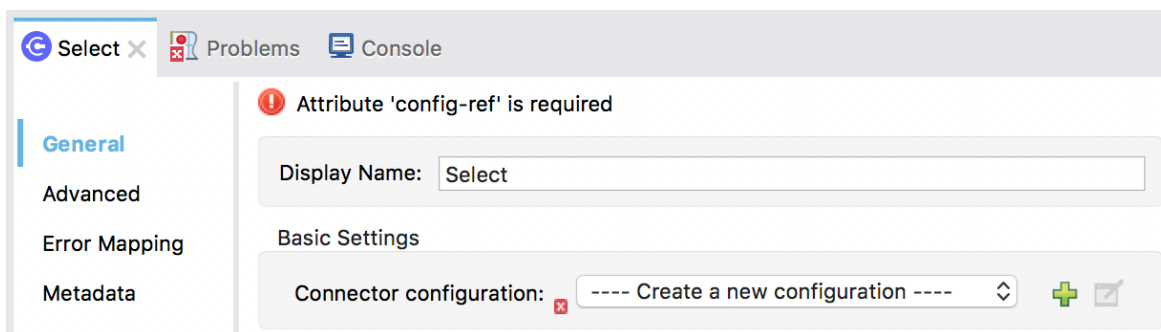 Select Problems Console
Attribute 'config-ref' is required
General
Display Name: Select
Advanced
Error Mapping
Basic Settings
Metadata
Connector configuration: ---- Create a new configuration ----